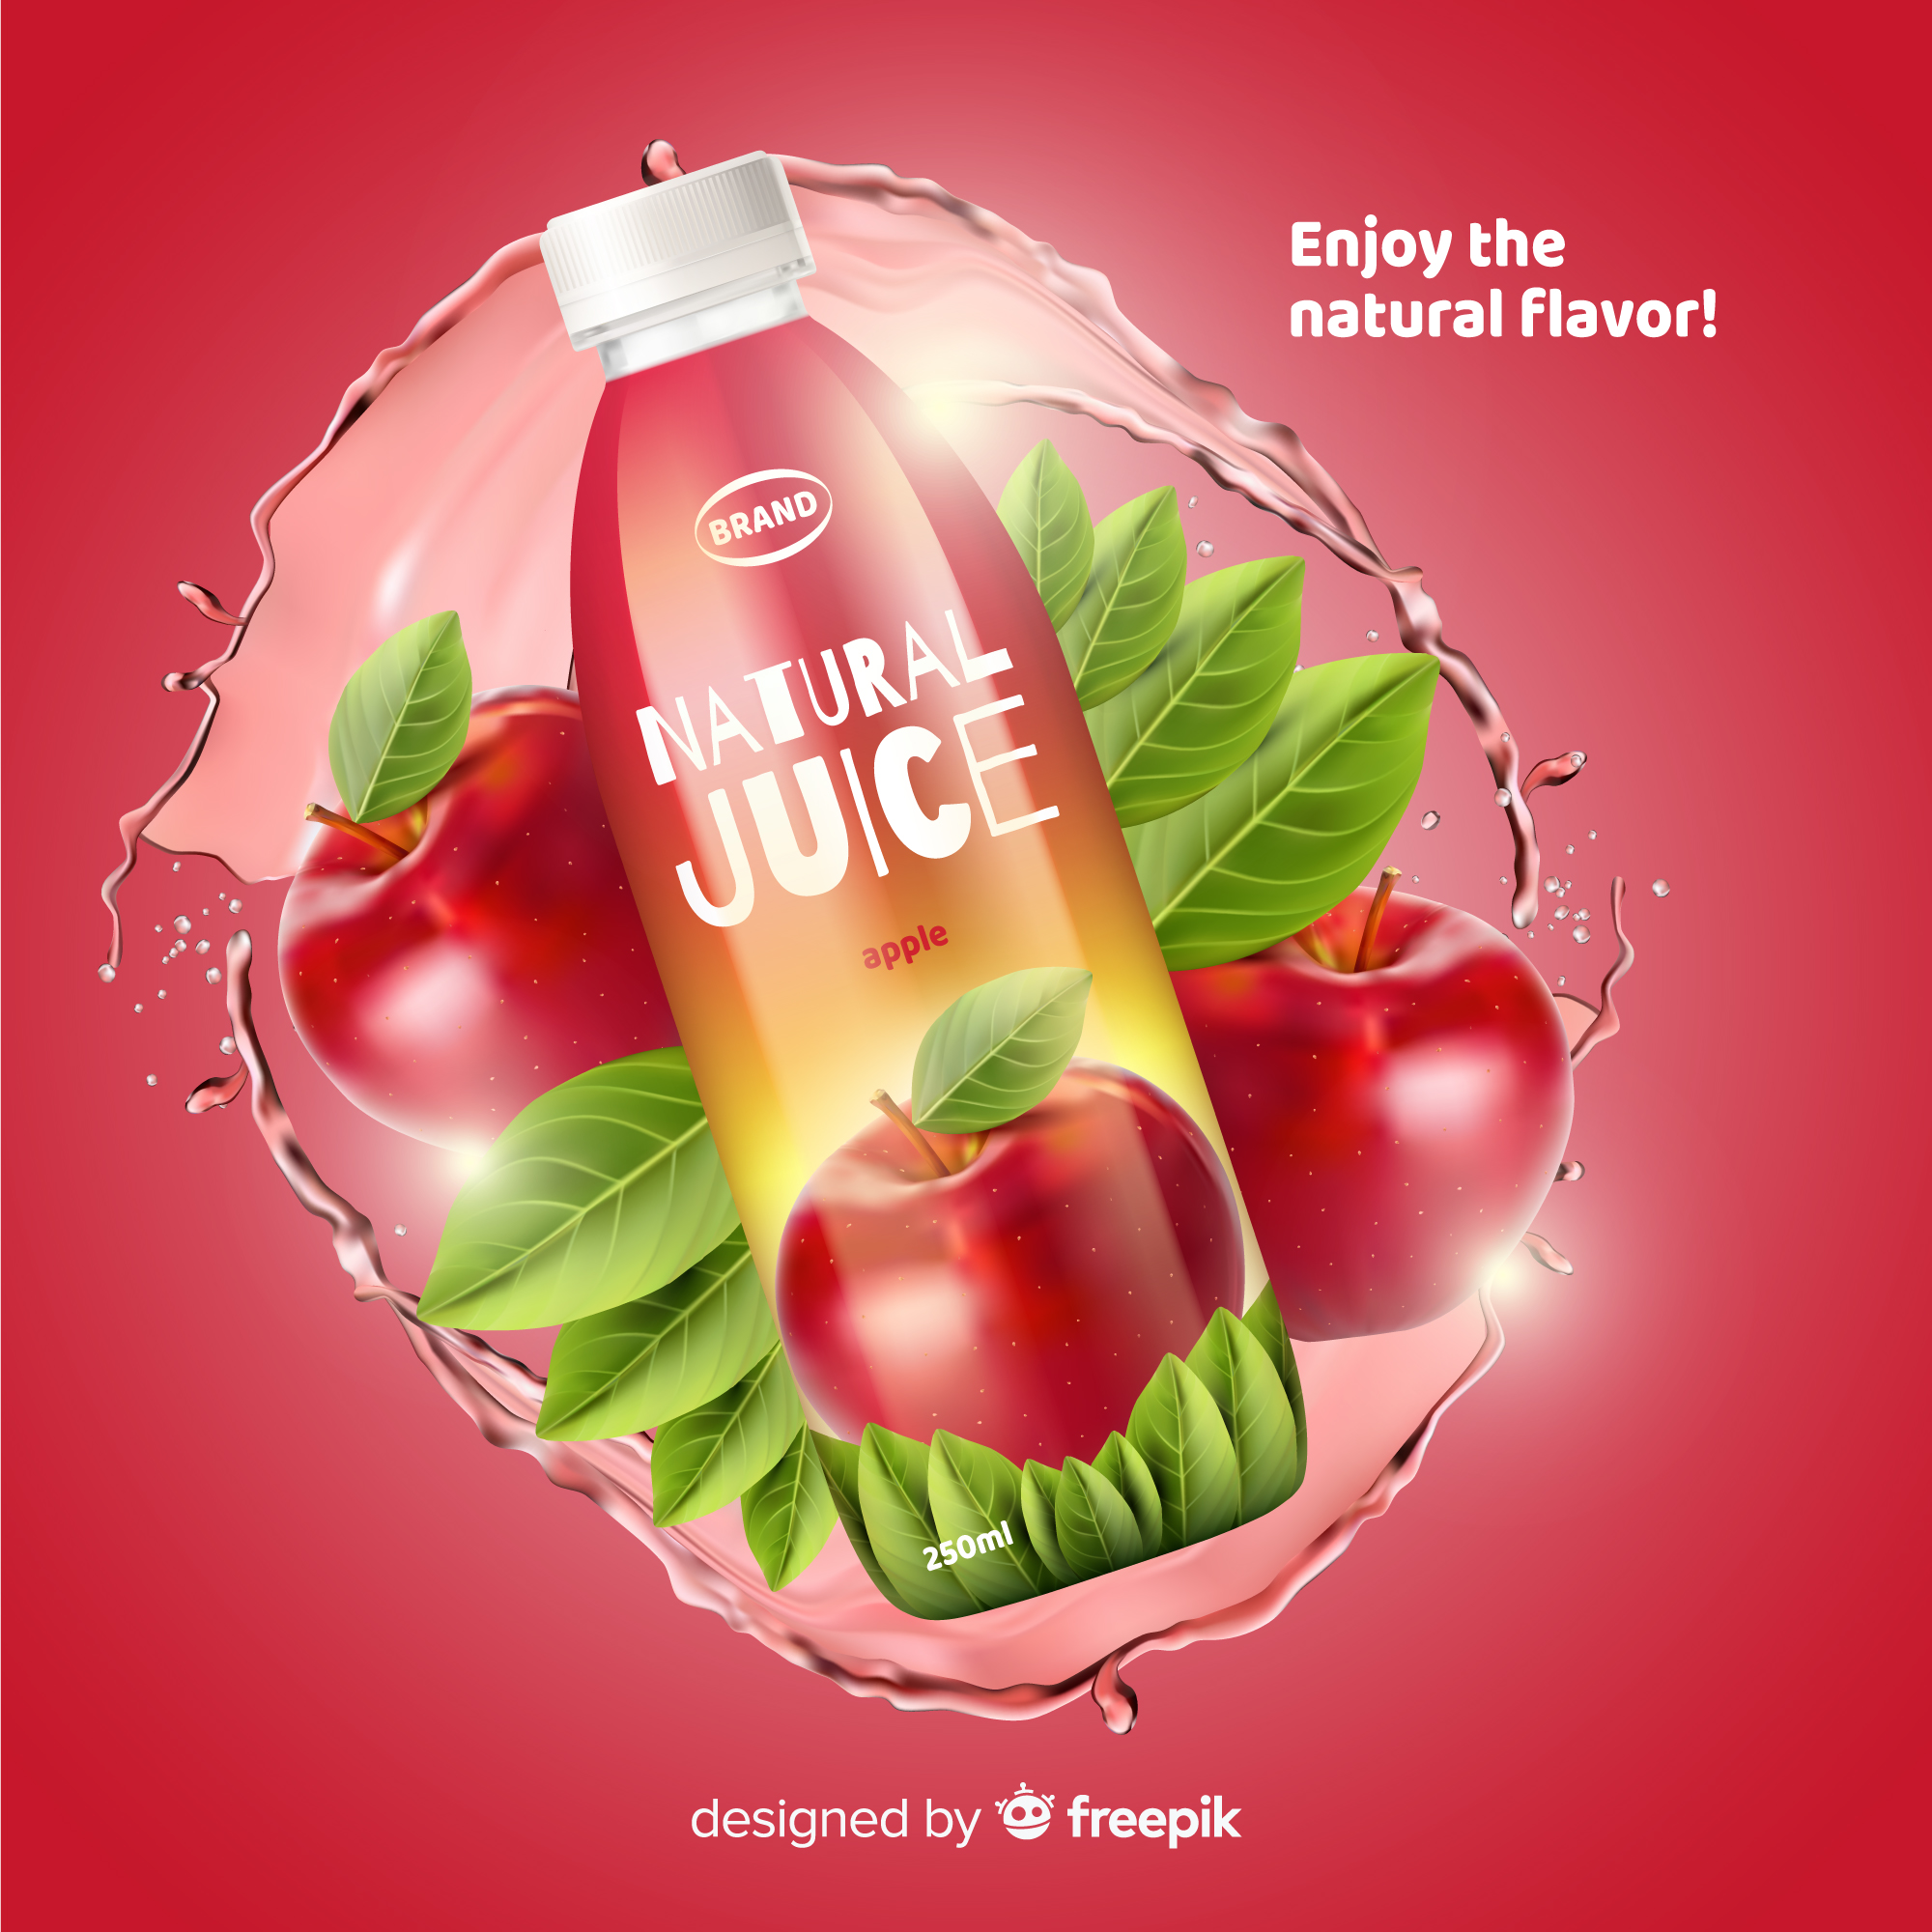 Enjoy the
natural flavor!
BRAND
NATURAL
JUICE
apple
250ml
designed by freepik